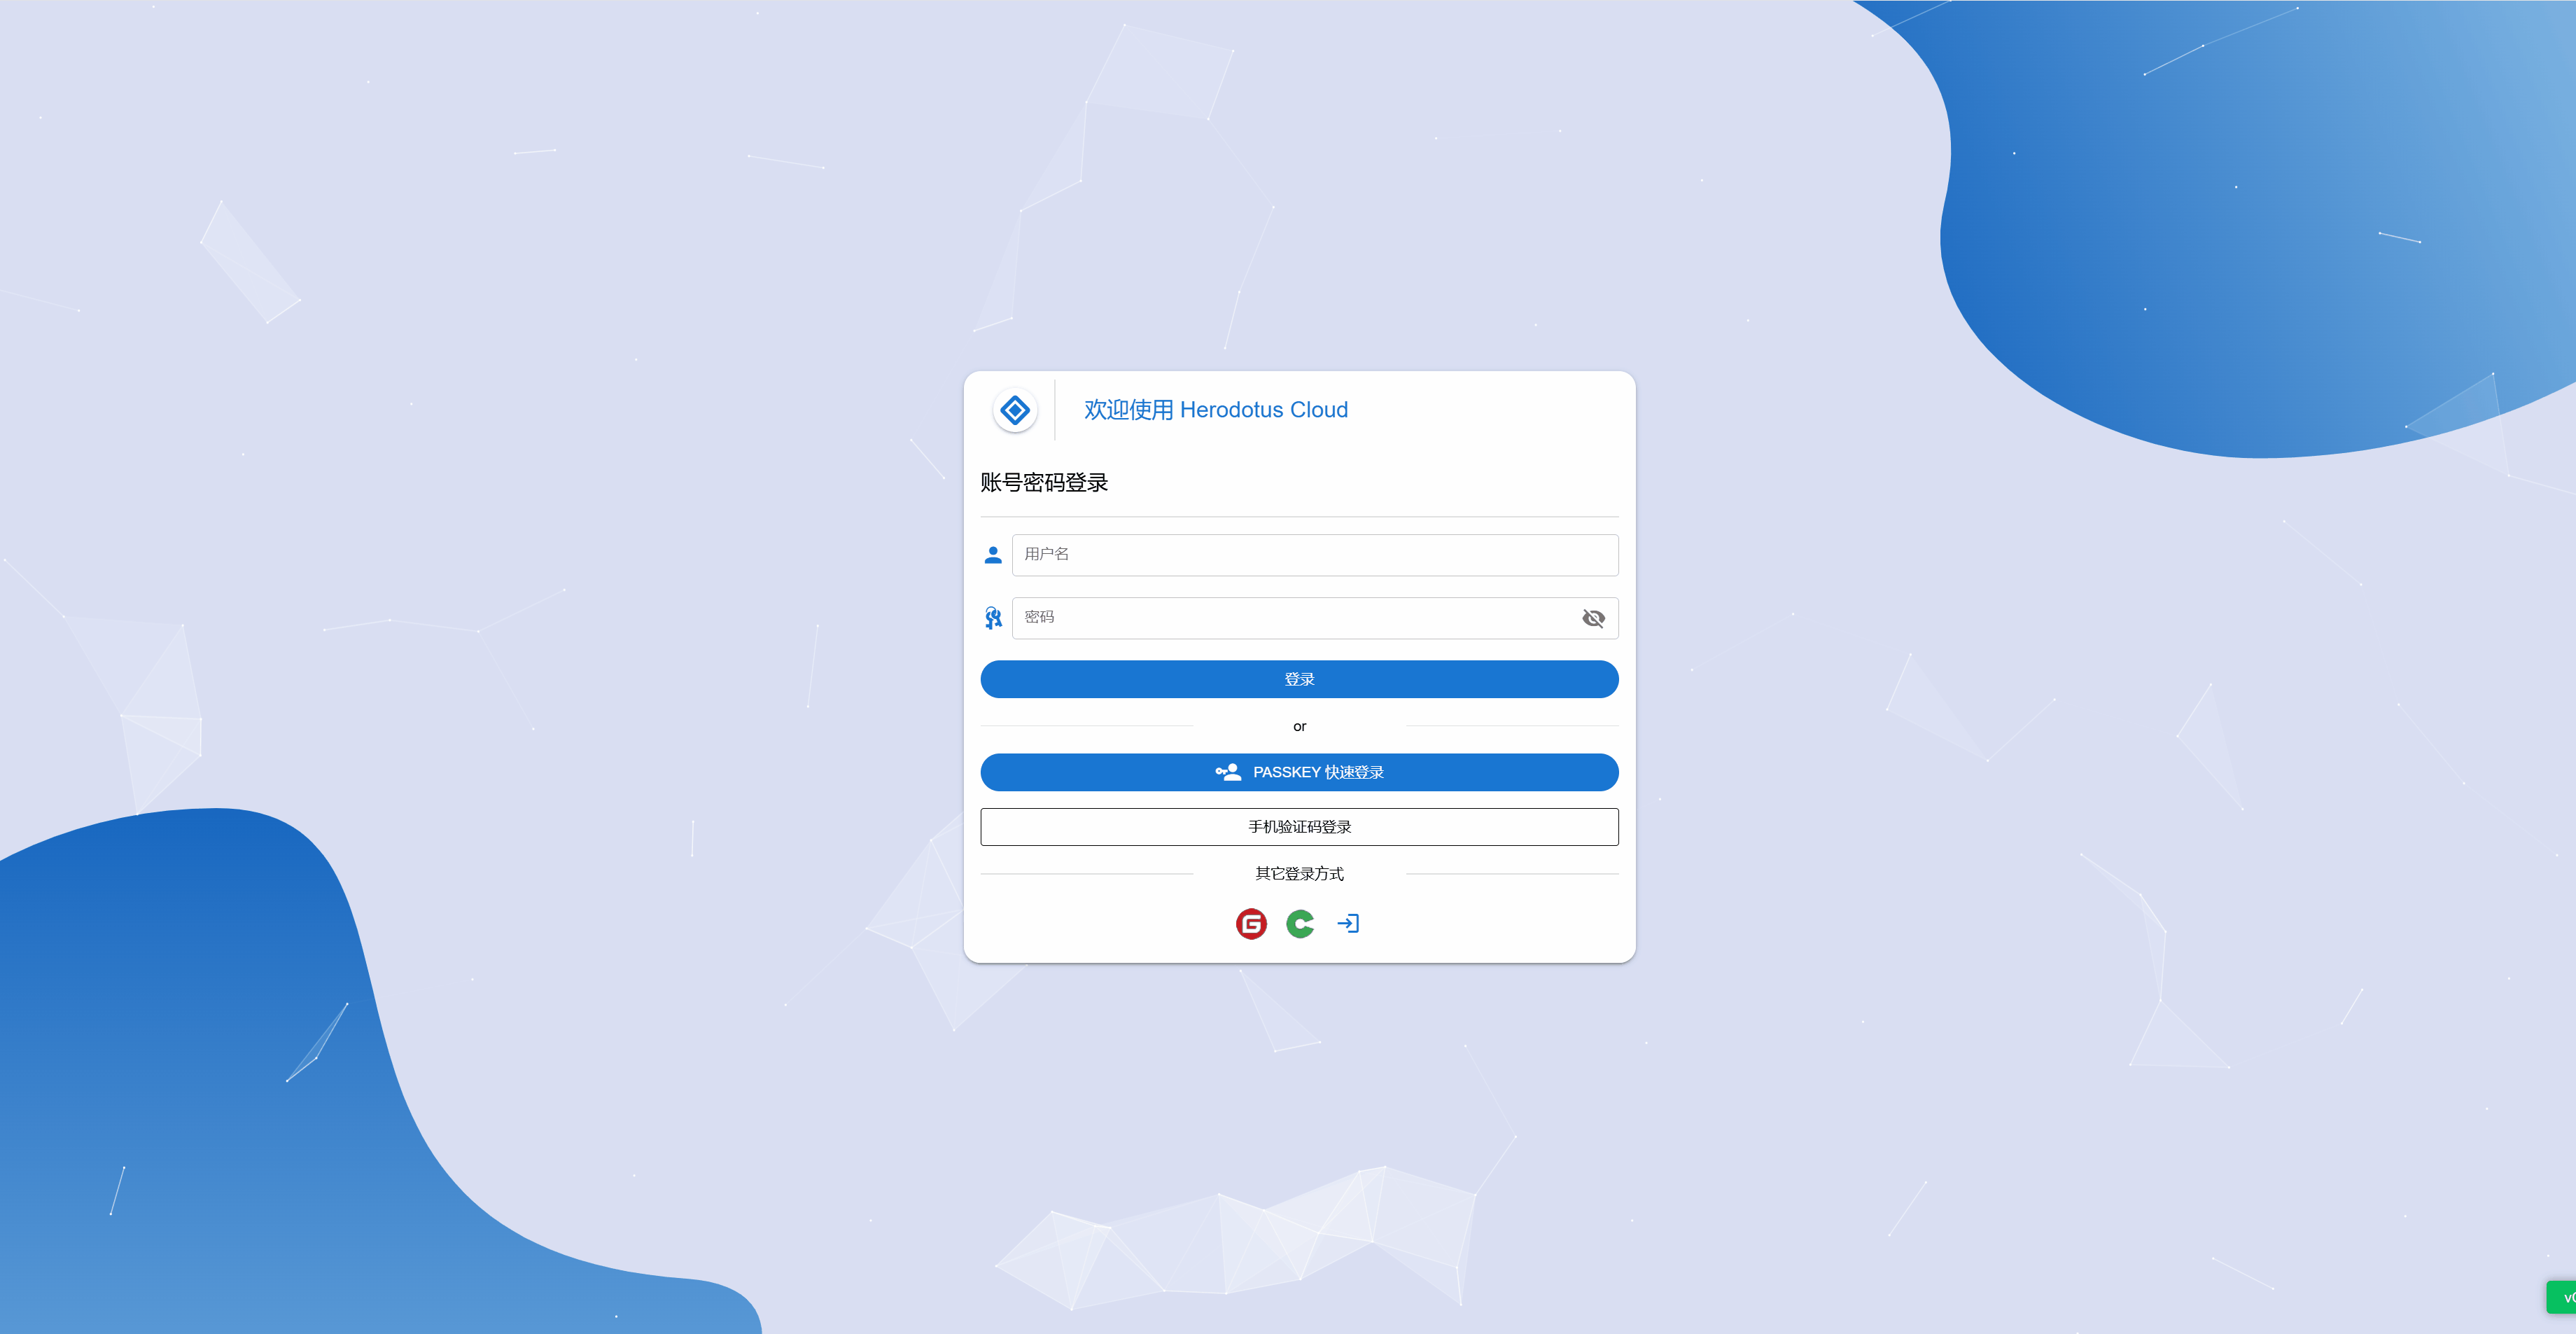 欢迎使用 Herodotus Cloud
账号密码登录
用户名
密码
登录
or
PASSKEY 快速登录
手机验证码登录
其它登录方式